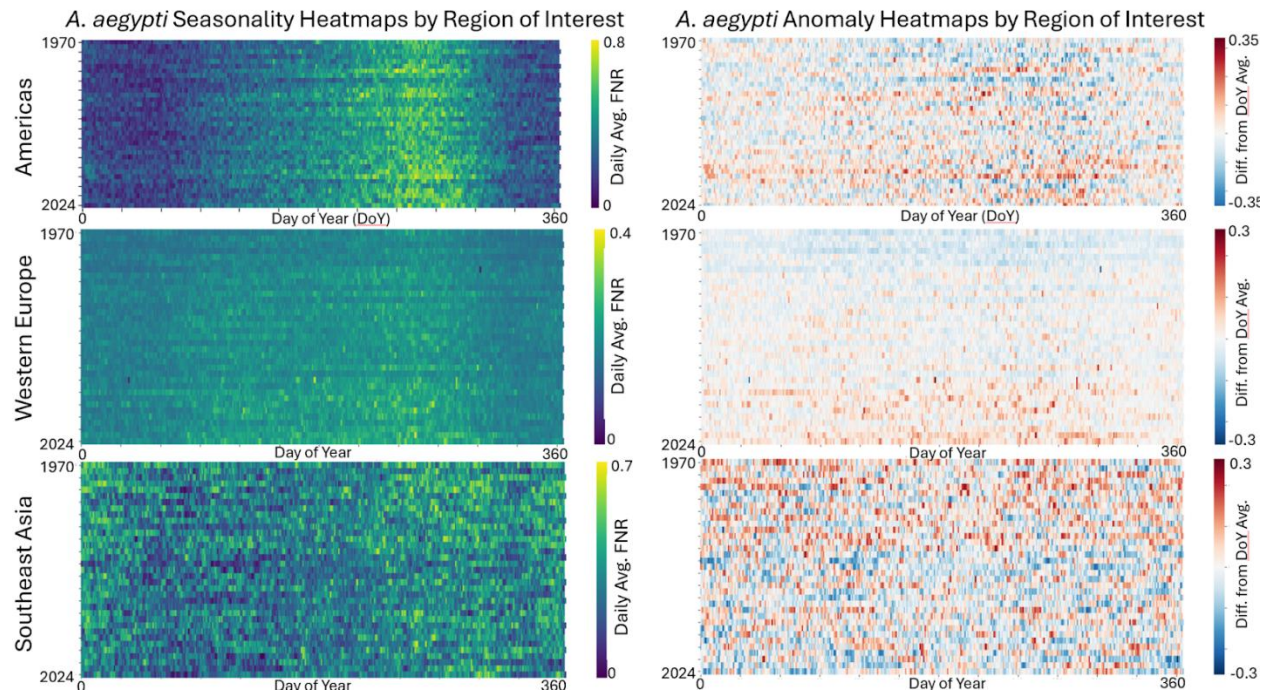 A. aegypti Seasonality Heatmaps by Region of Interest
A. aegypti Anomaly Heatmaps by Region of Interest
Americas
1970
2024
0
Day of Year (DoY)
360
0.8
Daily Avg. FNR
0
1970
2024
0
Day of Year (DoY)
360
0.35
Diff. from DoY Avg.
-0.35
Western Europe
1970
2024
0
Day of Year
360
0.4
Daily Avg. FNR
0
1970
2024
0
Day of Year
360
0.3
Diff. from DoY Avg.
-0.3
Southeast Asia
1970
2024
0
Day of Year
360
0.7
Daily Avg. FNR
0
1970
2024
0
Day of Year
360
0.3
Diff. from DoY Avg.
-0.3